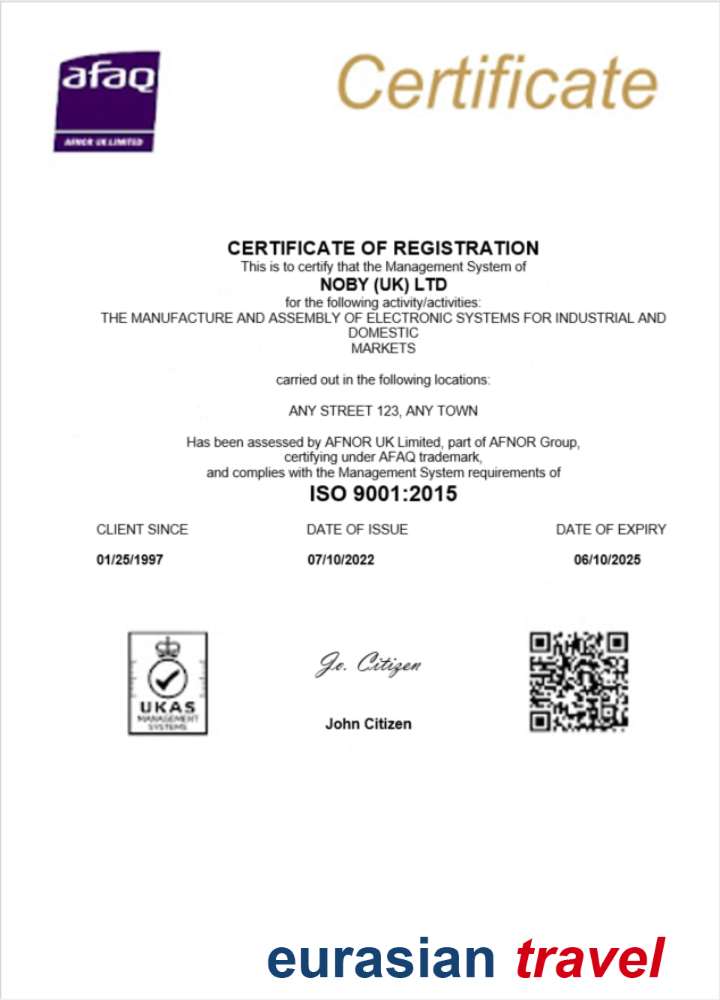 afaq
AFNOR UK LIMITED
Certificate
CERTIFICATE OF REGISTRATION
This is to certify that the Management System of
NOBY (UK) LTD
for the following activity/activities:
THE MANUFACTURE AND ASSEMBLY OF ELECTRONIC SYSTEMS FOR INDUSTRIAL AND
DOMESTIC
MARKETS
carried out in the following locations:
ANY STREET 123, ANY TOWN
Has been assessed by AFNOR UK Limited, part of AFNOR Group,
certifying under AFAQ trademark,
and complies with the Management System requirements of
ISO 9001:2015
CLIENT SINCE DATE OF ISSUE DATE OF EXPIRY
01/25/1997 07/10/2022 06/10/2025
Jo. Citizen
UKAS
MANAGEMENT
SYSTEMS
John Citizen
eurasian travel